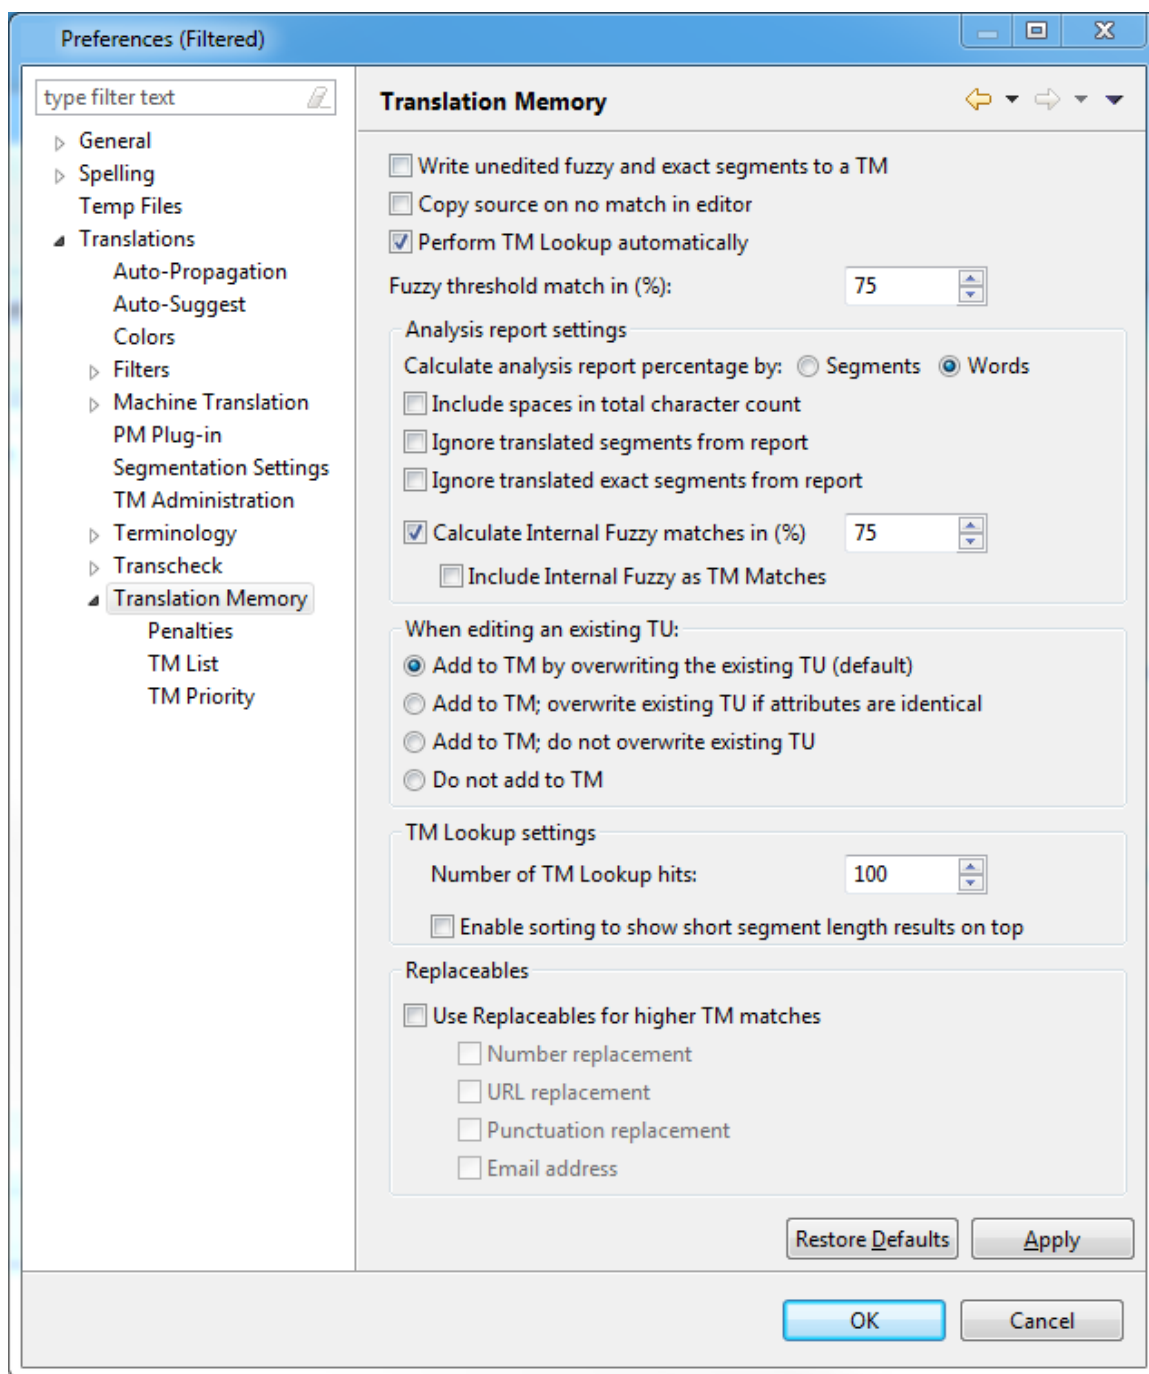 Preferences (Filtered)
type filter text
General
Spelling
Temp Files
Translations
Auto-Propagation
Auto-Suggest
Colors
Filters
Machine Translation
PM Plug-in
Segmentation Settings
TM Administration
Terminology
Transcheck
Translation Memory
Penalties
TM List
TM Priority
Translation Memory
Write unedited fuzzy and exact segments to a TM
Copy source on no match in editor
Perform TM Lookup automatically
Fuzzy threshold match in (%): 75
Analysis report settings
Calculate analysis report percentage by: Segments Words
Include spaces in total character count
Ignore translated segments from report
Ignore translated exact segments from report
Calculate Internal Fuzzy matches in (%) 75
Include Internal Fuzzy as TM Matches
When editing an existing TU:
Add to TM by overwriting the existing TU (default)
Add to TM; overwrite existing TU if attributes are identical
Add to TM; do not overwrite existing TU
Do not add to TM
TM Lookup settings
Number of TM Lookup hits: 100
Enable sorting to show short segment length results on top
Replaceables
Use Replaceables for higher TM matches
Number replacement
URL replacement
Punctuation replacement
Email address
Restore Defaults Apply
OK Cancel